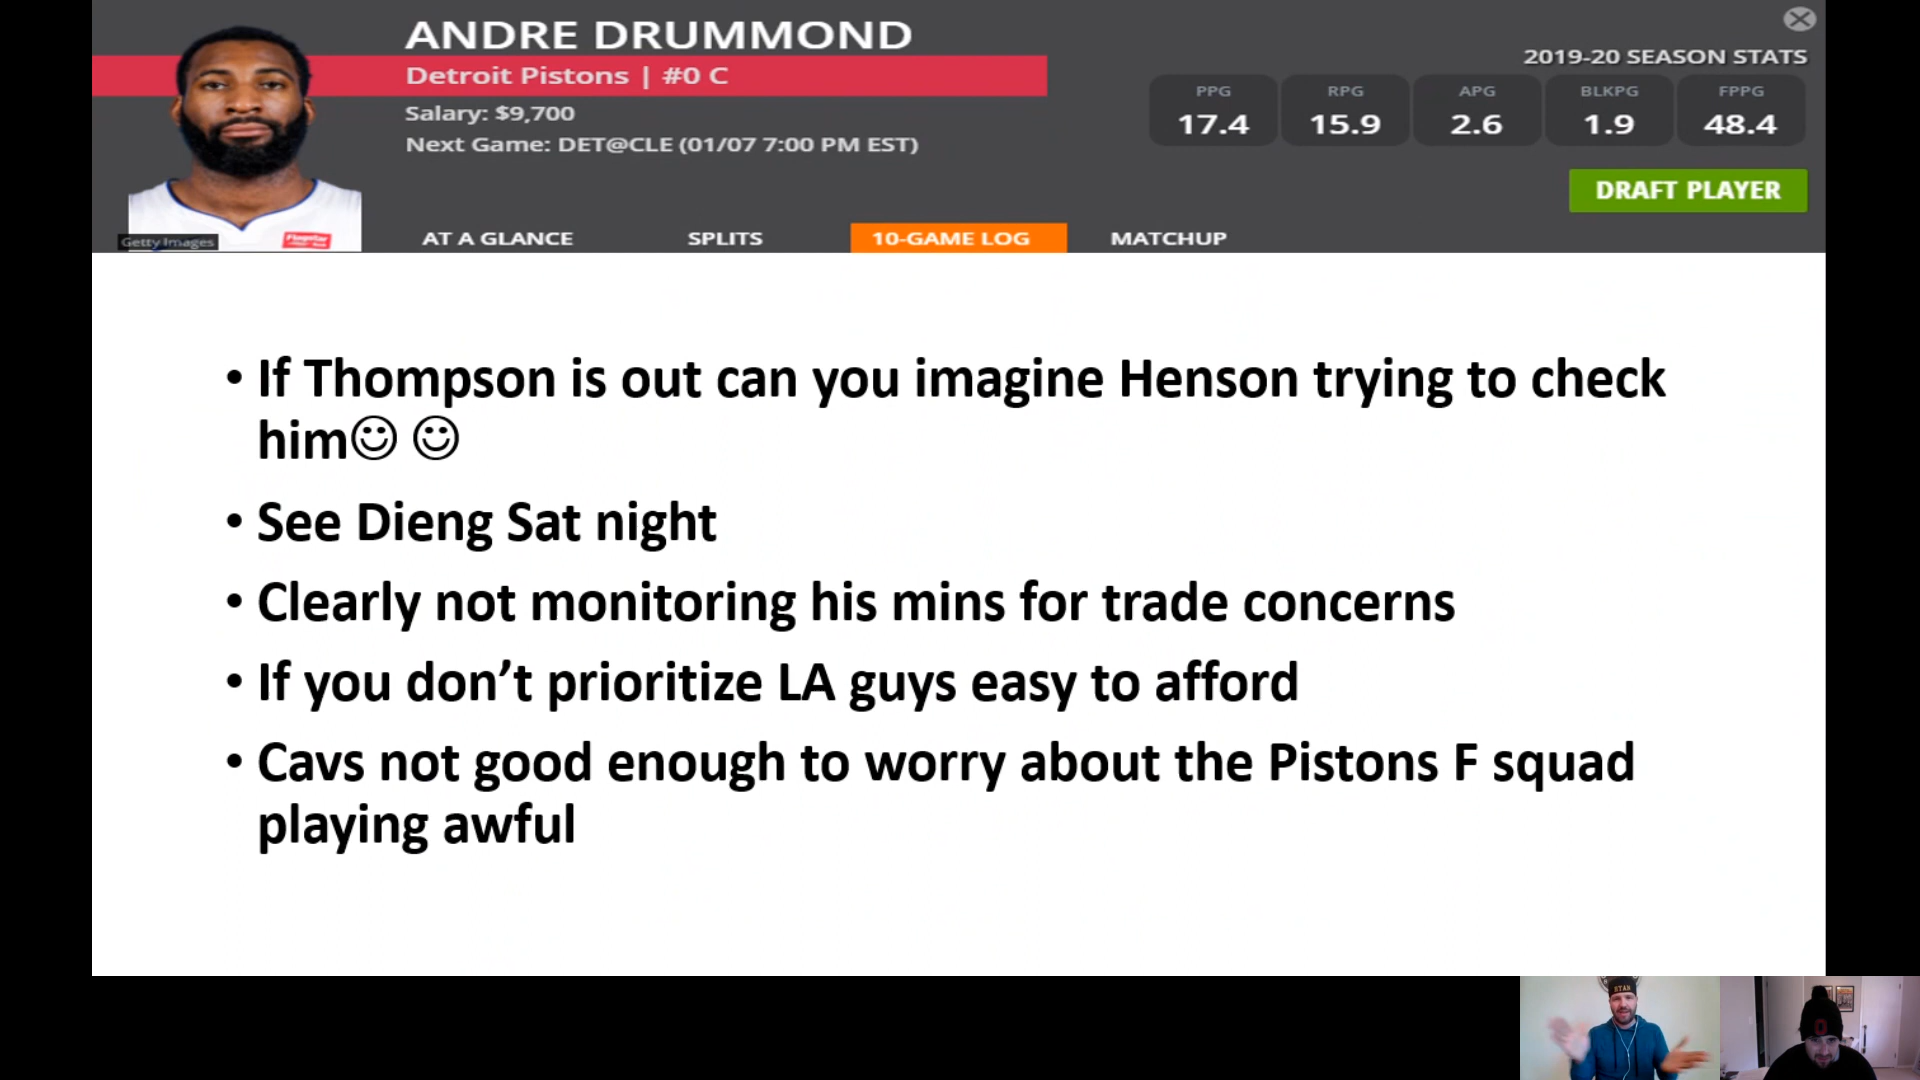 ANDRE DRUMMOND
Detroit Pistons | #0 C
Salary: $9,700
Next Game: DET@CLE (01/07 7:00 PM EST)
2019-20 SEASON STATS
PPG RPG APG BLKPG FPPG
17.4 15.9 2.6 1.9 48.4
DRAFT PLAYER
Getty Images
Flagstar
AT A GLANCE SPLITS 10-GAME LOG MATCHUP
• If Thompson is out can you imagine Henson trying to check
him☺ ☺
• See Dieng Sat night
• Clearly not monitoring his mins for trade concerns
• If you don’t prioritize LA guys easy to afford
• Cavs not good enough to worry about the Pistons F squad
playing awful